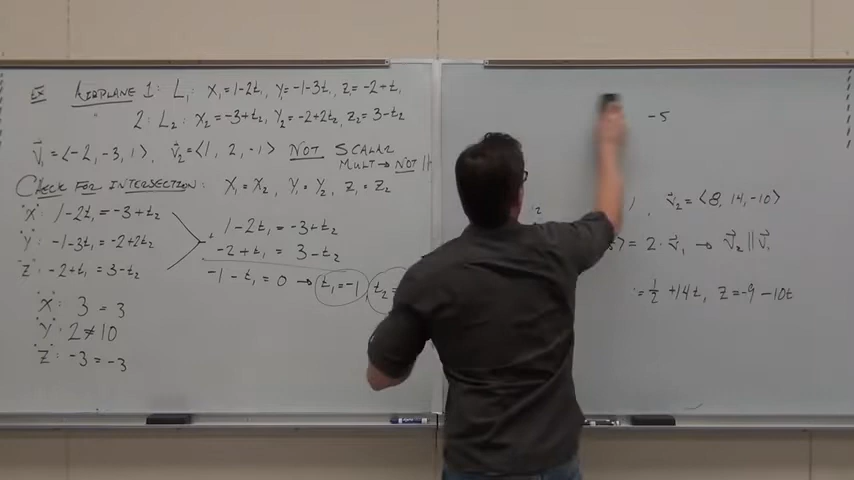 Ex Airplane 1: L₁: X₁=1-2t₁, Y₁=-1-3t₁, Z₁=-2+t₁
2: L₂: X₂=-3+t₂, Y₂=-2+2t₂, Z₂=3-t₂
v⃗₁=<-2,-3,1>, v⃗₂=<1,2,-1> NOT SCALAR
MULT→NOT ||
CHECK FOR INTERSECTION: X₁=X₂, Y₁=Y₂, Z₁=Z₂
"X": 1-2t₁=-3+t₂
"Y": -1-3t₁=-2+2t₂
"Z": -2+t₁=3-t₂
1-2t₁=-3+t₂
+ -2+t₁=3-t₂
-1-t₁=0 → t₁=-1, t₂=
"X": 3=3
"Y": 2≠10
"Z": -3=-3
-5
, v⃗₂=<8,14,-10>
>=2·v⃗₁ → v⃗₂||v⃗₁
=1/2+14t, Z=-9-10t